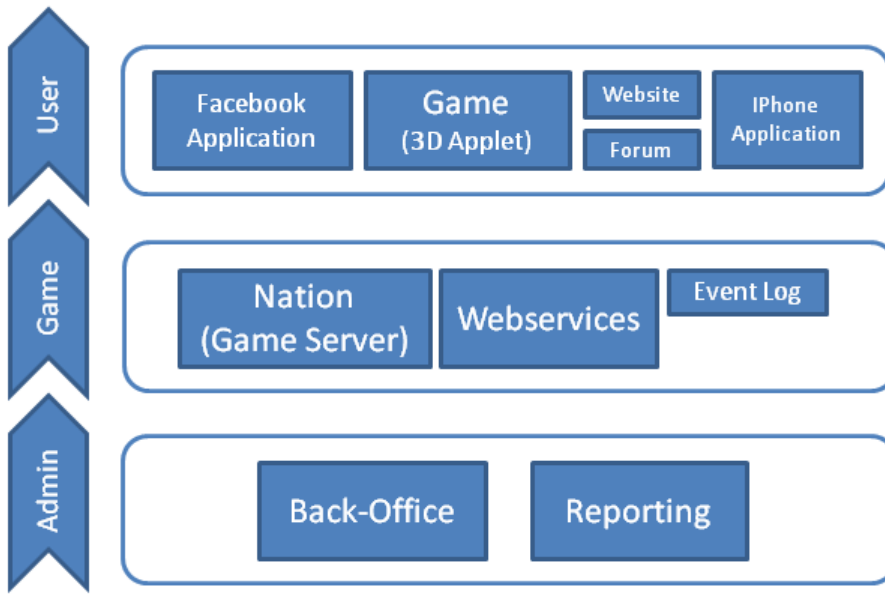 User
Facebook
Application
Game
(3D Applet)
Website
Forum
IPhone
Application
Game
Nation
(Game Server)
Webservices
Event Log
Admin
Back-Office
Reporting